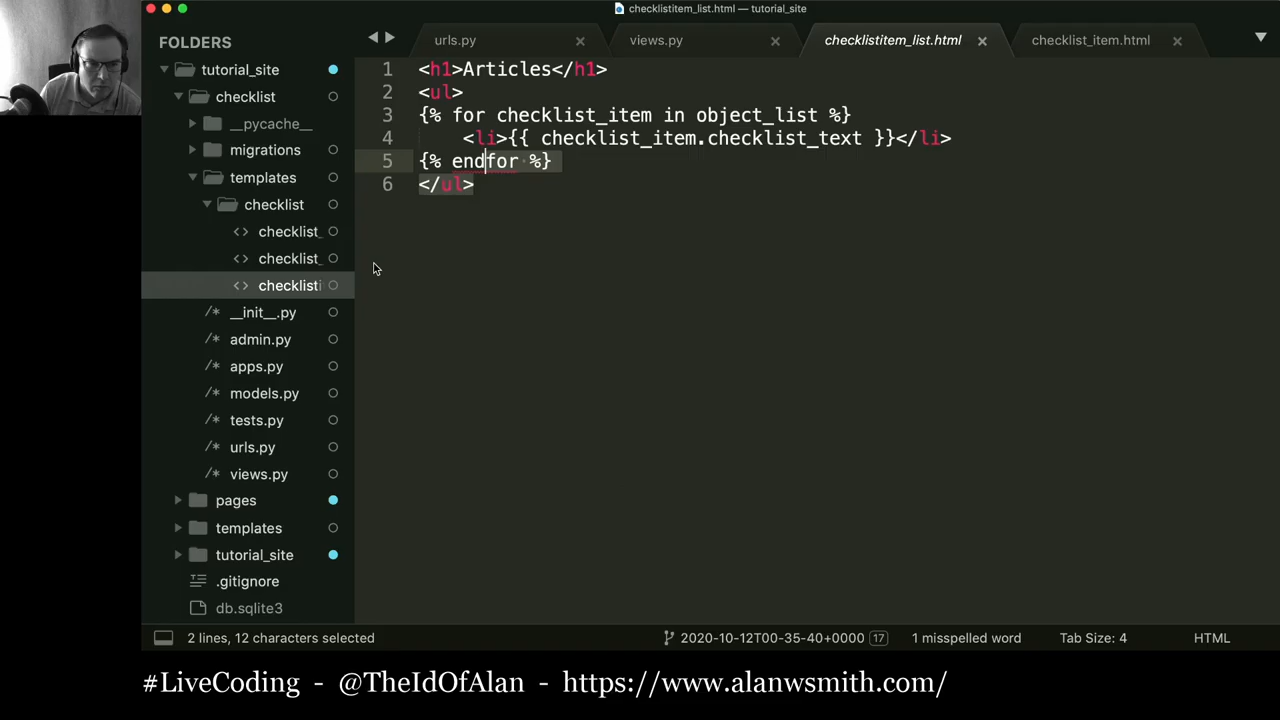 checklistitem_list.html — tutorial_site
FOLDERS
tutorial_site
checklist
__pycache__
migrations
templates
checklist
checklist_
checklist_
checklisti
__init__.py
admin.py
apps.py
models.py
tests.py
urls.py
views.py
pages
templates
tutorial_site
.gitignore
db.sqlite3
urls.py
views.py
checklistitem_list.html
checklist_item.html
1 <h1>Articles</h1>
2 <ul>
3 {% for checklist_item in object_list %}
4 <li>{{ checklist_item.checklist_text }}</li>
5 {% endfor %}
6 </ul>
2 lines, 12 characters selected
2020-10-12T00-35-40+0000 17
1 misspelled word
Tab Size: 4
HTML
#LiveCoding - @TheIdOfAlan - https://www.alanwsmith.com/